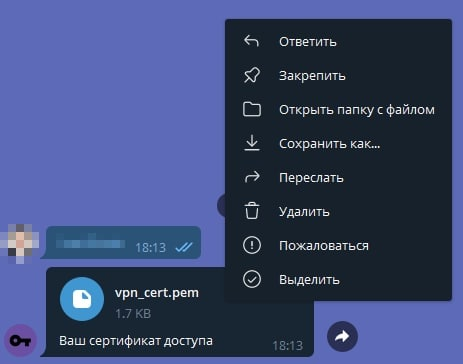 Ответить
Закрепить
Открыть папку с файлом
Сохранить как...
Переслать
Удалить
Пожаловаться
Выделить
18:13
vpn_cert.pem
1.7 KB
Ваш сертификат доступа
18:13